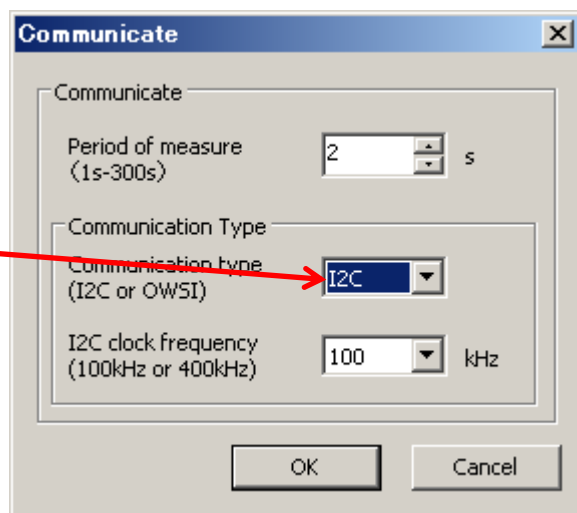 Communicate
Communicate
Period of measure
(1s-300s)
2
s
Communication Type
Communication type
(I2C or OWSI)
I2C
I2C clock frequency
(100kHz or 400kHz)
100
kHz
OK
Cancel